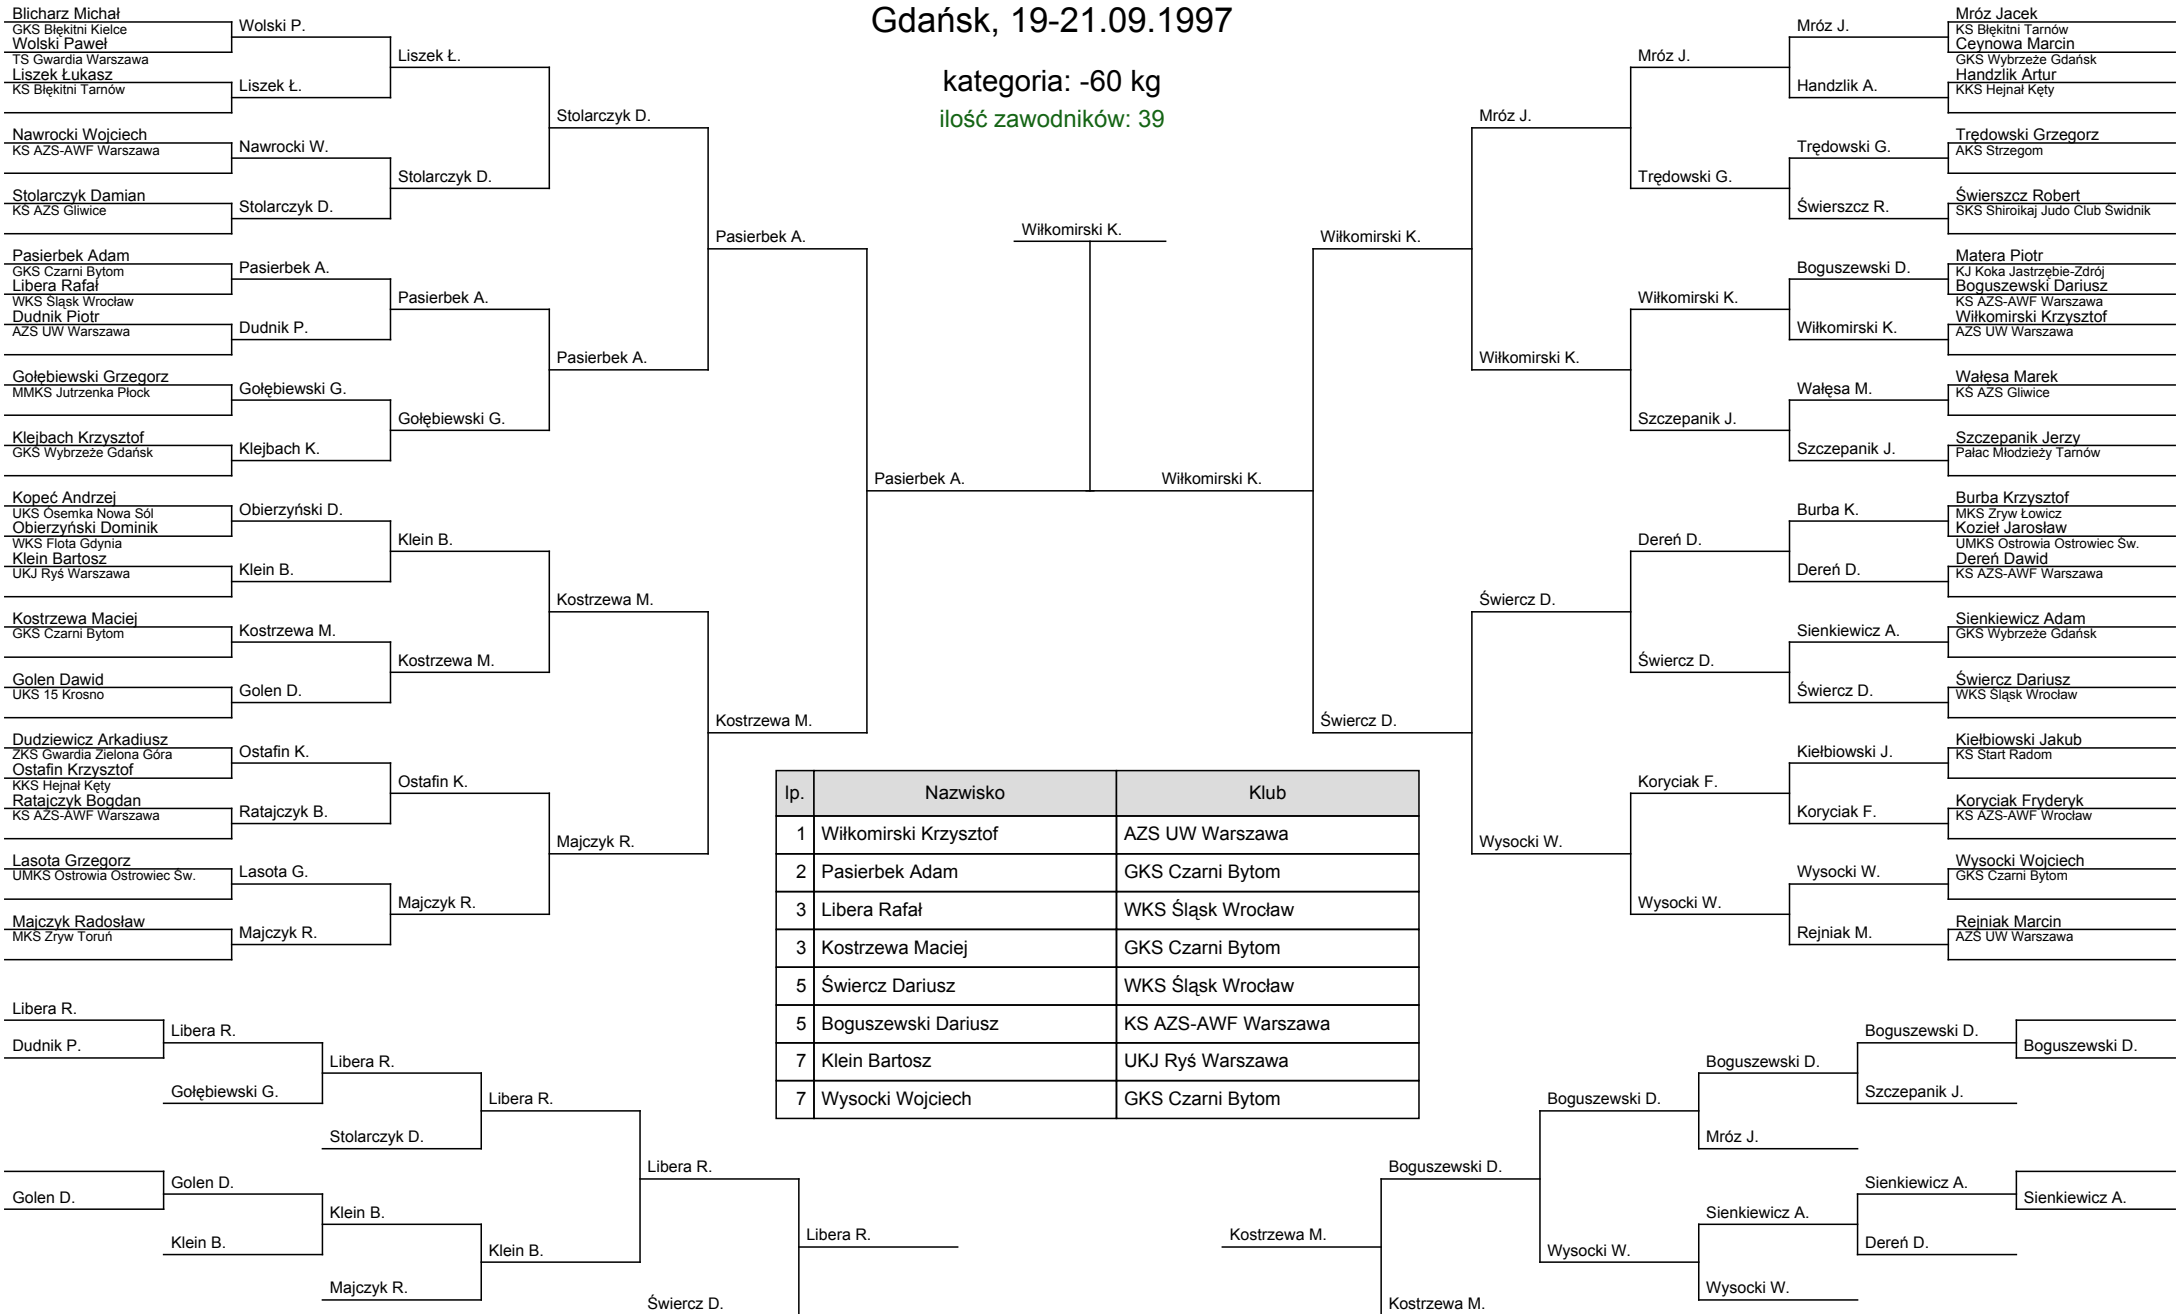 Gdańsk, 19-21.09.1997
kategoria: -60 kg
ilość zawodników: 39
Blicharz Michał
GKS Błękitni Kielce
Wolski Paweł
TS Gwardia Warszawa
Liszek Łukasz
KS Błękitni Tarnów
Nawrocki Wojciech
KS AZS-AWF Warszawa
Stolarczyk Damian
KS AZS Gliwice
Pasierbek Adam
GKS Czarni Bytom
Libera Rafał
WKS Śląsk Wrocław
Dudnik Piotr
AZS UW Warszawa
Gołębiewski Grzegorz
MMKS Jutrzenka Płock
Klejbach Krzysztof
GKS Wybrzeże Gdańsk
Kopeć Andrzej
UKS Ósemka Nowa Sól
Obierzyński Dominik
WKS Flota Gdynia
Klein Bartosz
UKJ Ryś Warszawa
Kostrzewa Maciej
GKS Czarni Bytom
Golen Dawid
UKS 15 Krosno
Dudziewicz Arkadiusz
ZKS Gwardia Zielona Góra
Ostafin Krzysztof
KKS Hejnał Kęty
Ratajczyk Bogdan
KS AZS-AWF Warszawa
Lasota Grzegorz
UMKS Ostrovia Ostrowiec Św.
Majczyk Radosław
MKS Zryw Toruń
Wolski P.
Liszek Ł.
Nawrocki W.
Stolarczyk D.
Pasierbek A.
Dudnik P.
Gołębiewski G.
Klejbach K.
Obierzyński D.
Klein B.
Kostrzewa M.
Golen D.
Ostafin K.
Ratajczyk B.
Lasota G.
Majczyk R.
Liszek Ł.
Stolarczyk D.
Pasierbek A.
Gołębiewski G.
Klein B.
Kostrzewa M.
Ostafin K.
Majczyk R.
Stolarczyk D.
Pasierbek A.
Kostrzewa M.
Majczyk R.
Pasierbek A.
Kostrzewa M.
Pasierbek A.
Wiłkomirski K.
Wiłkomirski K.
Wiłkomirski K.
Świercz D.
Mróz J.
Wiłkomirski K.
Świercz D.
Wysocki W.
Mróz J.
Trędowski G.
Wiłkomirski K.
Szczepanik J.
Dereń D.
Świercz D.
Koryciak F.
Wysocki W.
Mróz J.
Handzlik A.
Trędowski G.
Świerszcz R.
Boguszewski D.
Wiłkomirski K.
Wałęsa M.
Szczepanik J.
Burba K.
Dereń D.
Sienkiewicz A.
Świercz D.
Kiełbiowski J.
Koryciak F.
Wysocki W.
Rejniak M.
Mróz Jacek
KS Błękitni Tarnów
Ceynowa Marcin
GKS Wybrzeże Gdańsk
Handzlik Artur
KKS Hejnał Kęty
Trędowski Grzegorz
AKS Strzegom
Świerszcz Robert
SKS Shiroikaj Judo Club Świdnik
Matera Piotr
KJ Koka Jastrzębie-Zdrój
Boguszewski Dariusz
KS AZS-AWF Warszawa
Wiłkomirski Krzysztof
AZS UW Warszawa
Wałęsa Marek
KS AZS Gliwice
Szczepanik Jerzy
Pałac Młodzieży Tarnów
Burba Krzysztof
MKS Zryw Łowicz
Kozieł Jarosław
UMKS Ostrowia Ostrowiec Św.
Dereń Dawid
KS AZS-AWF Warszawa
Sienkiewicz Adam
GKS Wybrzeże Gdańsk
Świercz Dariusz
WKS Śląsk Wrocław
Kiełbiowski Jakub
KS Start Radom
Koryciak Fryderyk
KS AZS-AWF Wrocław
Wysocki Wojciech
GKS Czarni Bytom
Rejniak Marcin
AZS UW Warszawa
lp. Nazwisko Klub
1 Wiłkomirski Krzysztof AZS UW Warszawa
2 Pasierbek Adam GKS Czarni Bytom
3 Libera Rafał WKS Śląsk Wrocław
3 Kostrzewa Maciej GKS Czarni Bytom
5 Świercz Dariusz WKS Śląsk Wrocław
5 Boguszewski Dariusz KS AZS-AWF Warszawa
7 Klein Bartosz UKJ Ryś Warszawa
7 Wysocki Wojciech GKS Czarni Bytom
Libera R.
Dudnik P.
Golen D.
Libera R.
Gołębiewski G.
Golen D.
Klein B.
Libera R.
Stolarczyk D.
Klein B.
Majczyk R.
Libera R.
Klein B.
Libera R.
Świercz D.
Libera R.
Kostrzewa M.
Boguszewski D.
Kostrzewa M.
Boguszewski D.
Wysocki W.
Boguszewski D.
Mróz J.
Sienkiewicz A.
Wysocki W.
Boguszewski D.
Szczepanik J.
Sienkiewicz A.
Dereń D.
Boguszewski D.
Sienkiewicz A.